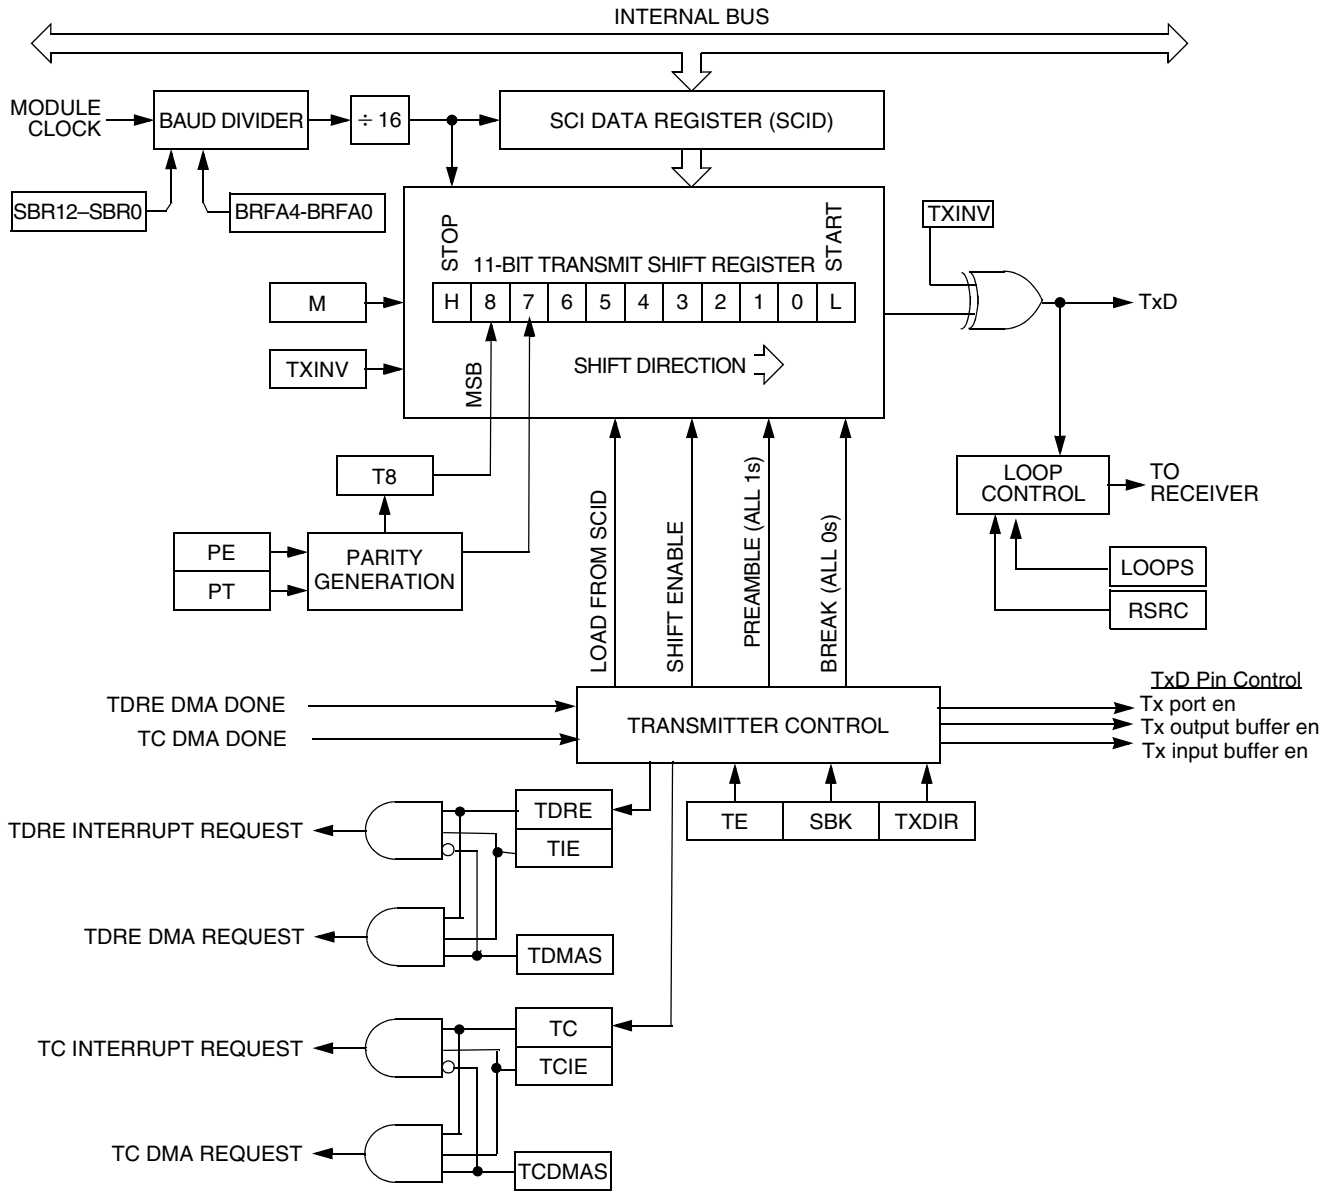 INTERNAL BUS
MODULE
CLOCK
BAUD DIVIDER
÷ 16
SCI DATA REGISTER (SCID)
SBR12–SBR0
BRFA4-BRFA0
TXINV
STOP
11-BIT TRANSMIT SHIFT REGISTER
START
M
H 8 7 6 5 4 3 2 1 0 L
TxD
TXINV
MSB
SHIFT DIRECTION
T8
LOOP
CONTROL
TO
RECEIVER
PE
PT
PARITY
GENERATION
LOAD FROM SCID
SHIFT ENABLE
PREAMBLE (ALL 1s)
BREAK (ALL 0s)
LOOPS
RSRC
TDRE DMA DONE
TC DMA DONE
TRANSMITTER CONTROL
TxD Pin Control
Tx port en
Tx output buffer en
Tx input buffer en
TE
SBK
TXDIR
TDRE INTERRUPT REQUEST
TDRE
TIE
TDRE DMA REQUEST
TDMAS
TC INTERRUPT REQUEST
TC
TCIE
TC DMA REQUEST
TCDMAS